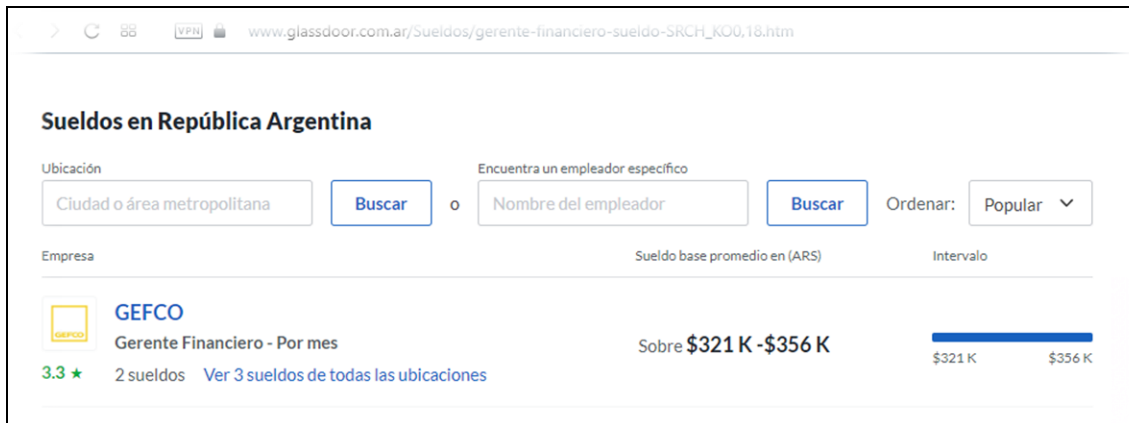 VPN www.glassdoor.com.ar/Sueldos/gerente-financiero-sueldo-SRCH_KO0,18.htm
Sueldos en República Argentina
Ubicación Encuentra un empleador específico
Ciudad o área metropolitana Buscar o Nombre del empleador Buscar Ordenar: Popular
Empresa Sueldo base promedio en (ARS) Intervalo
GEFCO
GEFCO
Gerente Financiero - Por mes
Sobre $321 K -$356 K
$321 K $356 K
3.3 ★ 2 sueldos Ver 3 sueldos de todas las ubicaciones